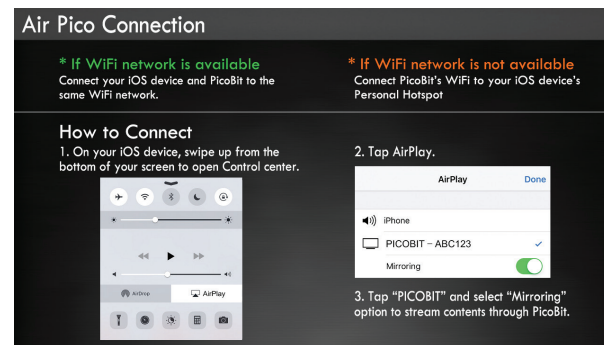 Air Pico Connection
* If WiFi network is available
Connect your iOS device and PicoBit to the
same WiFi network.
* If WiFi network is not available
Connect PicoBit's WiFi to your iOS device's
Personal Hotspot
How to Connect
1. On your iOS device, swipe up from the
bottom of your screen to open Control center.
AirDrop
AirPlay
2. Tap AirPlay.
AirPlay
Done
iPhone
PICOBIT – ABC123
Mirroring
3. Tap “PICOBIT” and select “Mirroring”
option to stream contents through PicoBit.